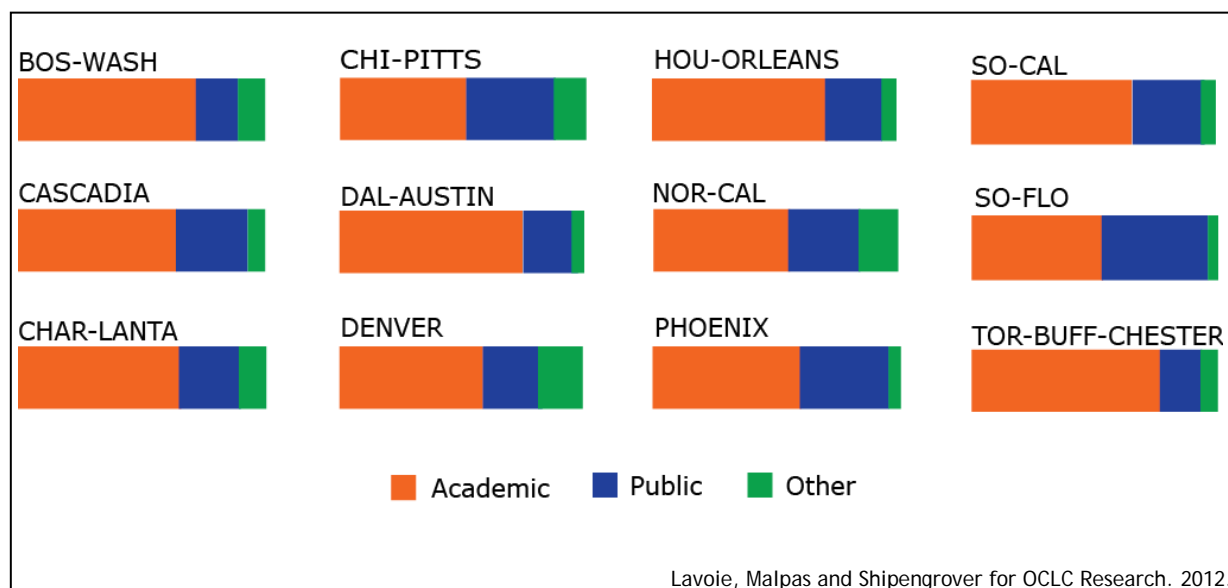 BOS-WASH
CHI-PITTS
HOU-ORLEANS
SO-CAL
CASCADIA
DAL-AUSTIN
NOR-CAL
SO-FLO
CHAR-LANTA
DENVER
PHOENIX
TOR-BUFF-CHESTER
Academic Public Other
Lavoie, Malpas and Shipengrover for OCLC Research. 2012.